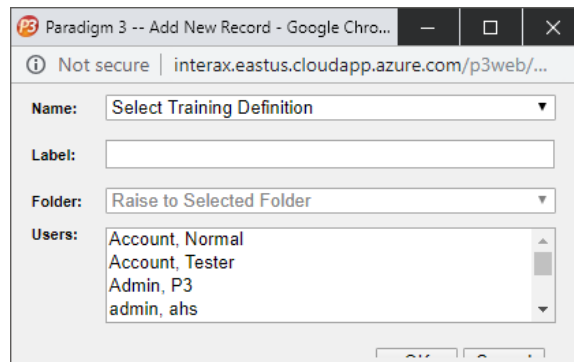 Paradigm 3 -- Add New Record - Google Chro...
Not secure | interax.eastus.cloudapp.azure.com/p3web/...
Name: Select Training Definition
Label:
Folder: Raise to Selected Folder
Users:
Account, Normal
Account, Tester
Admin, P3
admin, ahs